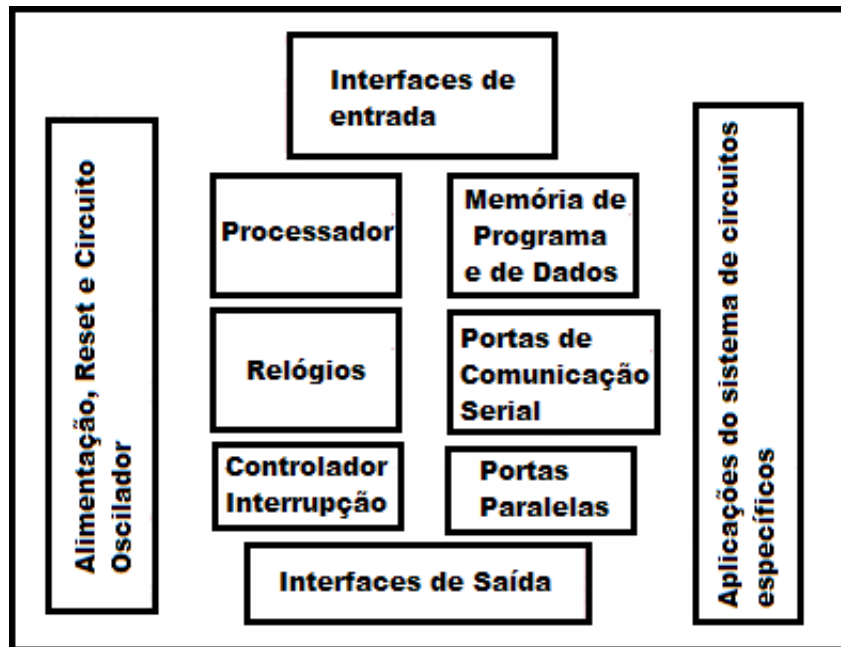 Interfaces de
entrada
Alimentação, Reset e Circuito
Oscilador
Processador
Memória de
Programa
e de Dados
Relógios
Portas de
Comunicação
Serial
Controlador
Interrupção
Portas
Paralelas
Interfaces de Saída
Aplicações do sistema de circuitos
específicos